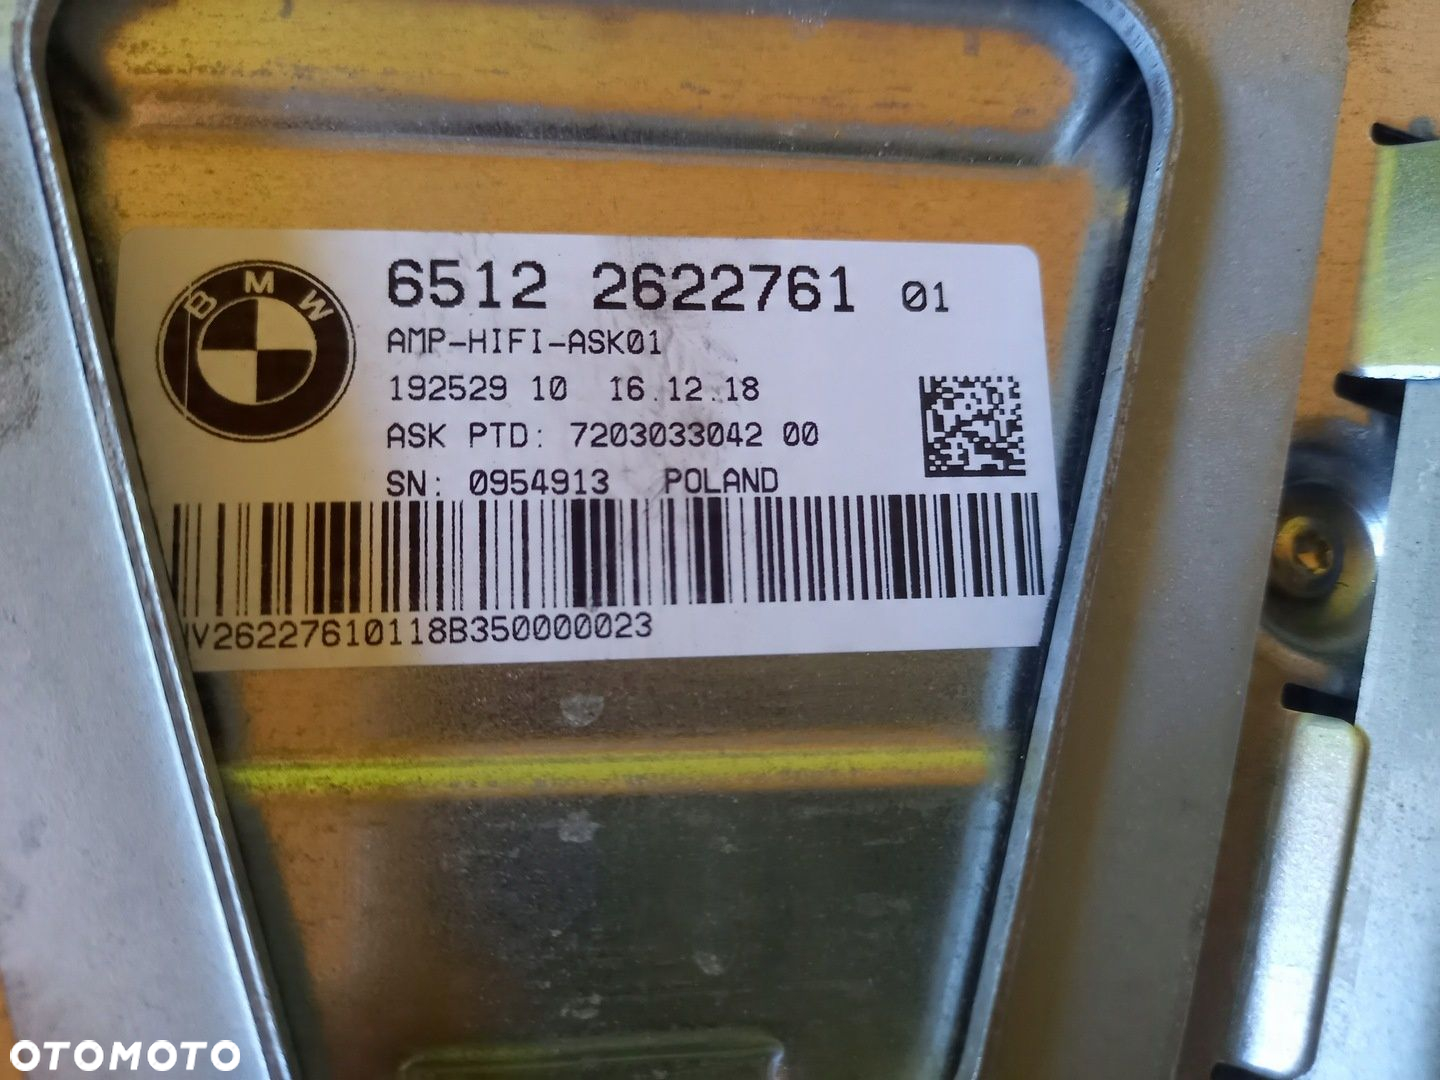 BMW
6512 2622761 01
AMP-HIFI-ASK01
192529 10 16.12.18
ASK PTD: 7203033042 00
SN: 0954913 POLAND
V26227610118B350000023
OTOMOTO